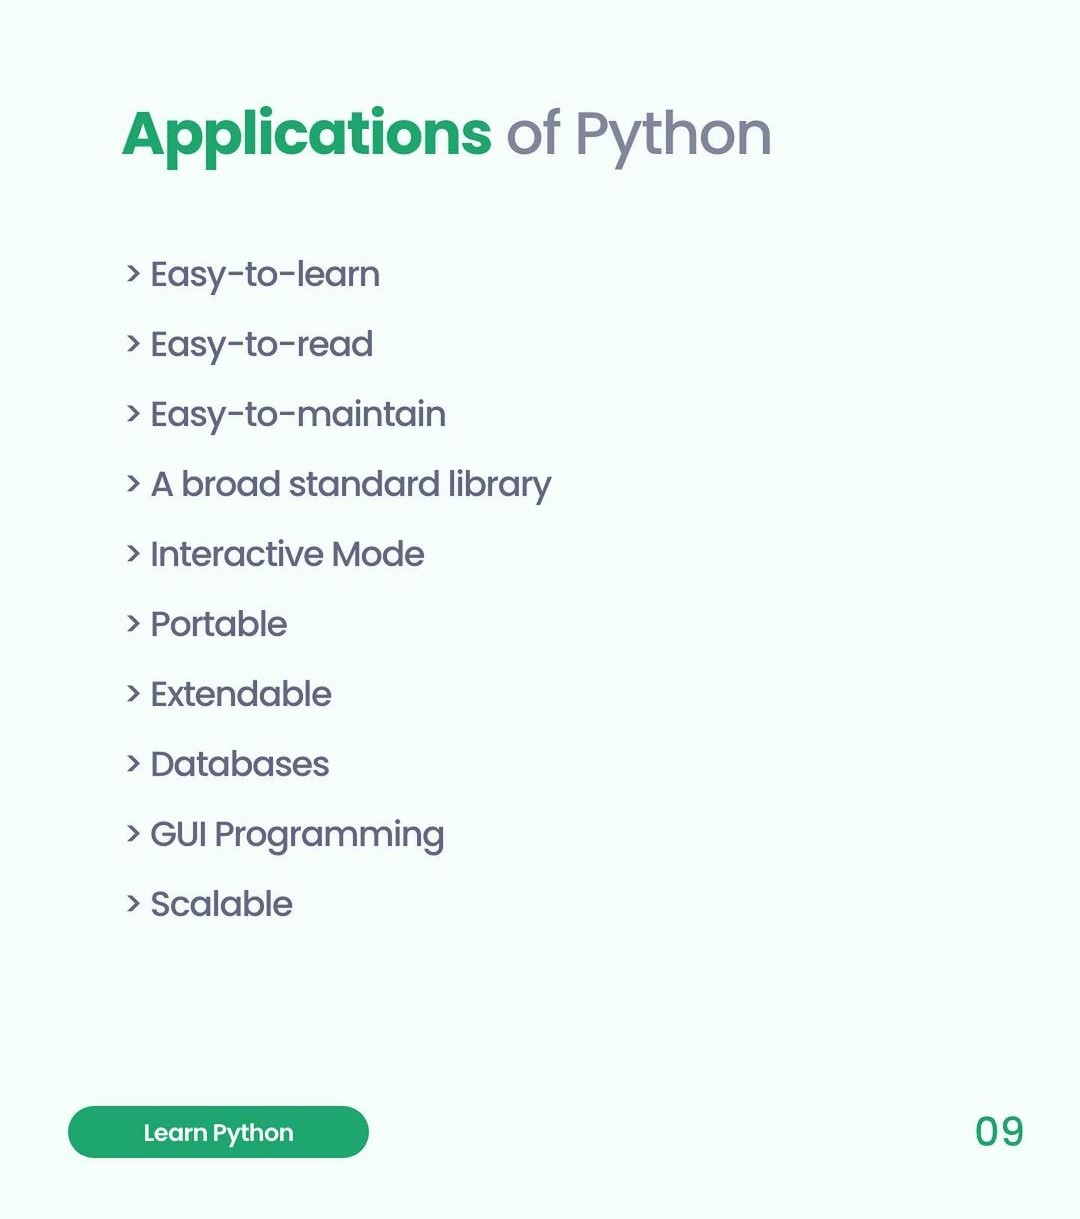 Applications of Python
> Easy-to-learn
> Easy-to-read
> Easy-to-maintain
> A broad standard library
> Interactive Mode
> Portable
> Extendable
> Databases
> GUI Programming
> Scalable
Learn Python
09